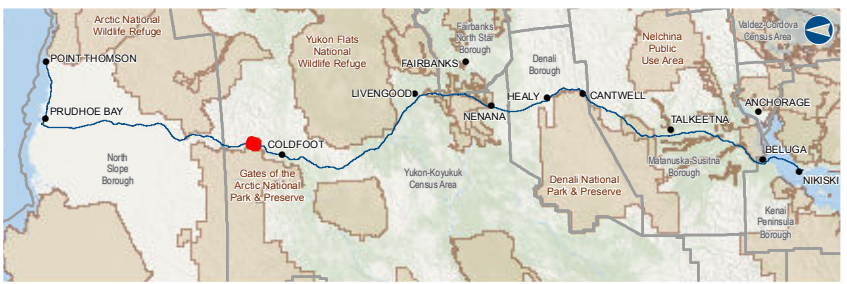 Arctic National
Wildlife Refuge
POINT THOMSON
PRUDHOE BAY
North
Slope
Borough
COLDFOOT
Gates of the
Arctic National
Park & Preserve
Yukon Flats
National
Wildlife Refuge
LIVENGOOD
FAIRBANKS
Fairbanks
North Star
Borough
NENANA
Yukon-Koyukuk
Census Area
Denali
Borough
HEALY
CANTWELL
Denali National
Park & Preserve
Nelchina
Public
Use Area
TALKEETNA
Matanuska-Susitna
Borough
Valdez-Cordova
Census Area
ANCHORAGE
BELUGA
NIKISKI
Kenai
Peninsula
Borough